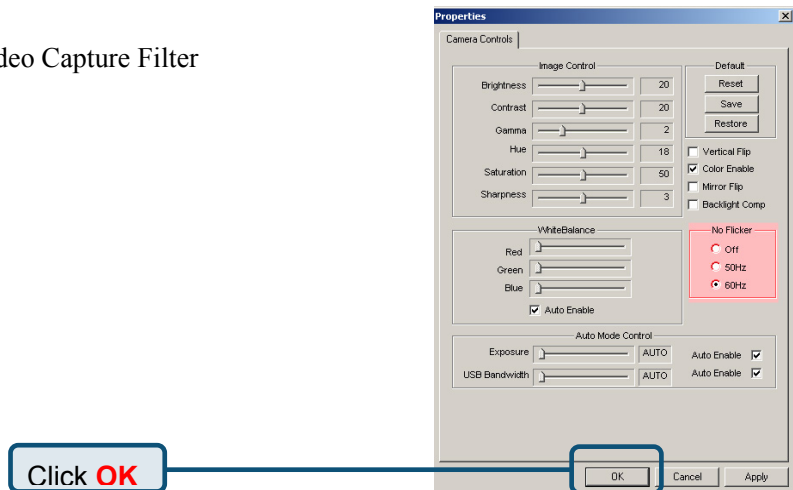 Properties
Camera Controls
Video Capture Filter
Image Control
Brightness 20
Contrast 20
Gamma 2
Hue 18
Saturation 50
Sharpness 3
Default
Reset
Save
Restore
Vertical Flip
Color Enable
Mirror Flip
Backlight Comp
WhiteBalance
Red
Green
Blue
Auto Enable
No Flicker
Off
50Hz
60Hz
Auto Mode Control
Exposure AUTO Auto Enable
USB Bandwidth AUTO Auto Enable
Click OK
OK Cancel Apply